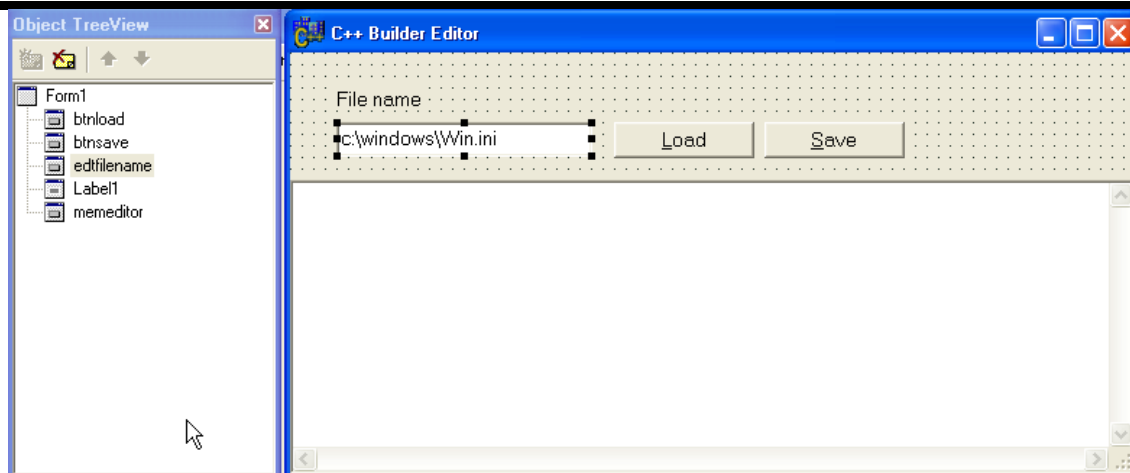 Object TreeView
Form1
btnload
btnsave
edtfilename
Label1
memeditor
C++ Builder Editor
File name
c:\windows\Win.ini
Load
Save